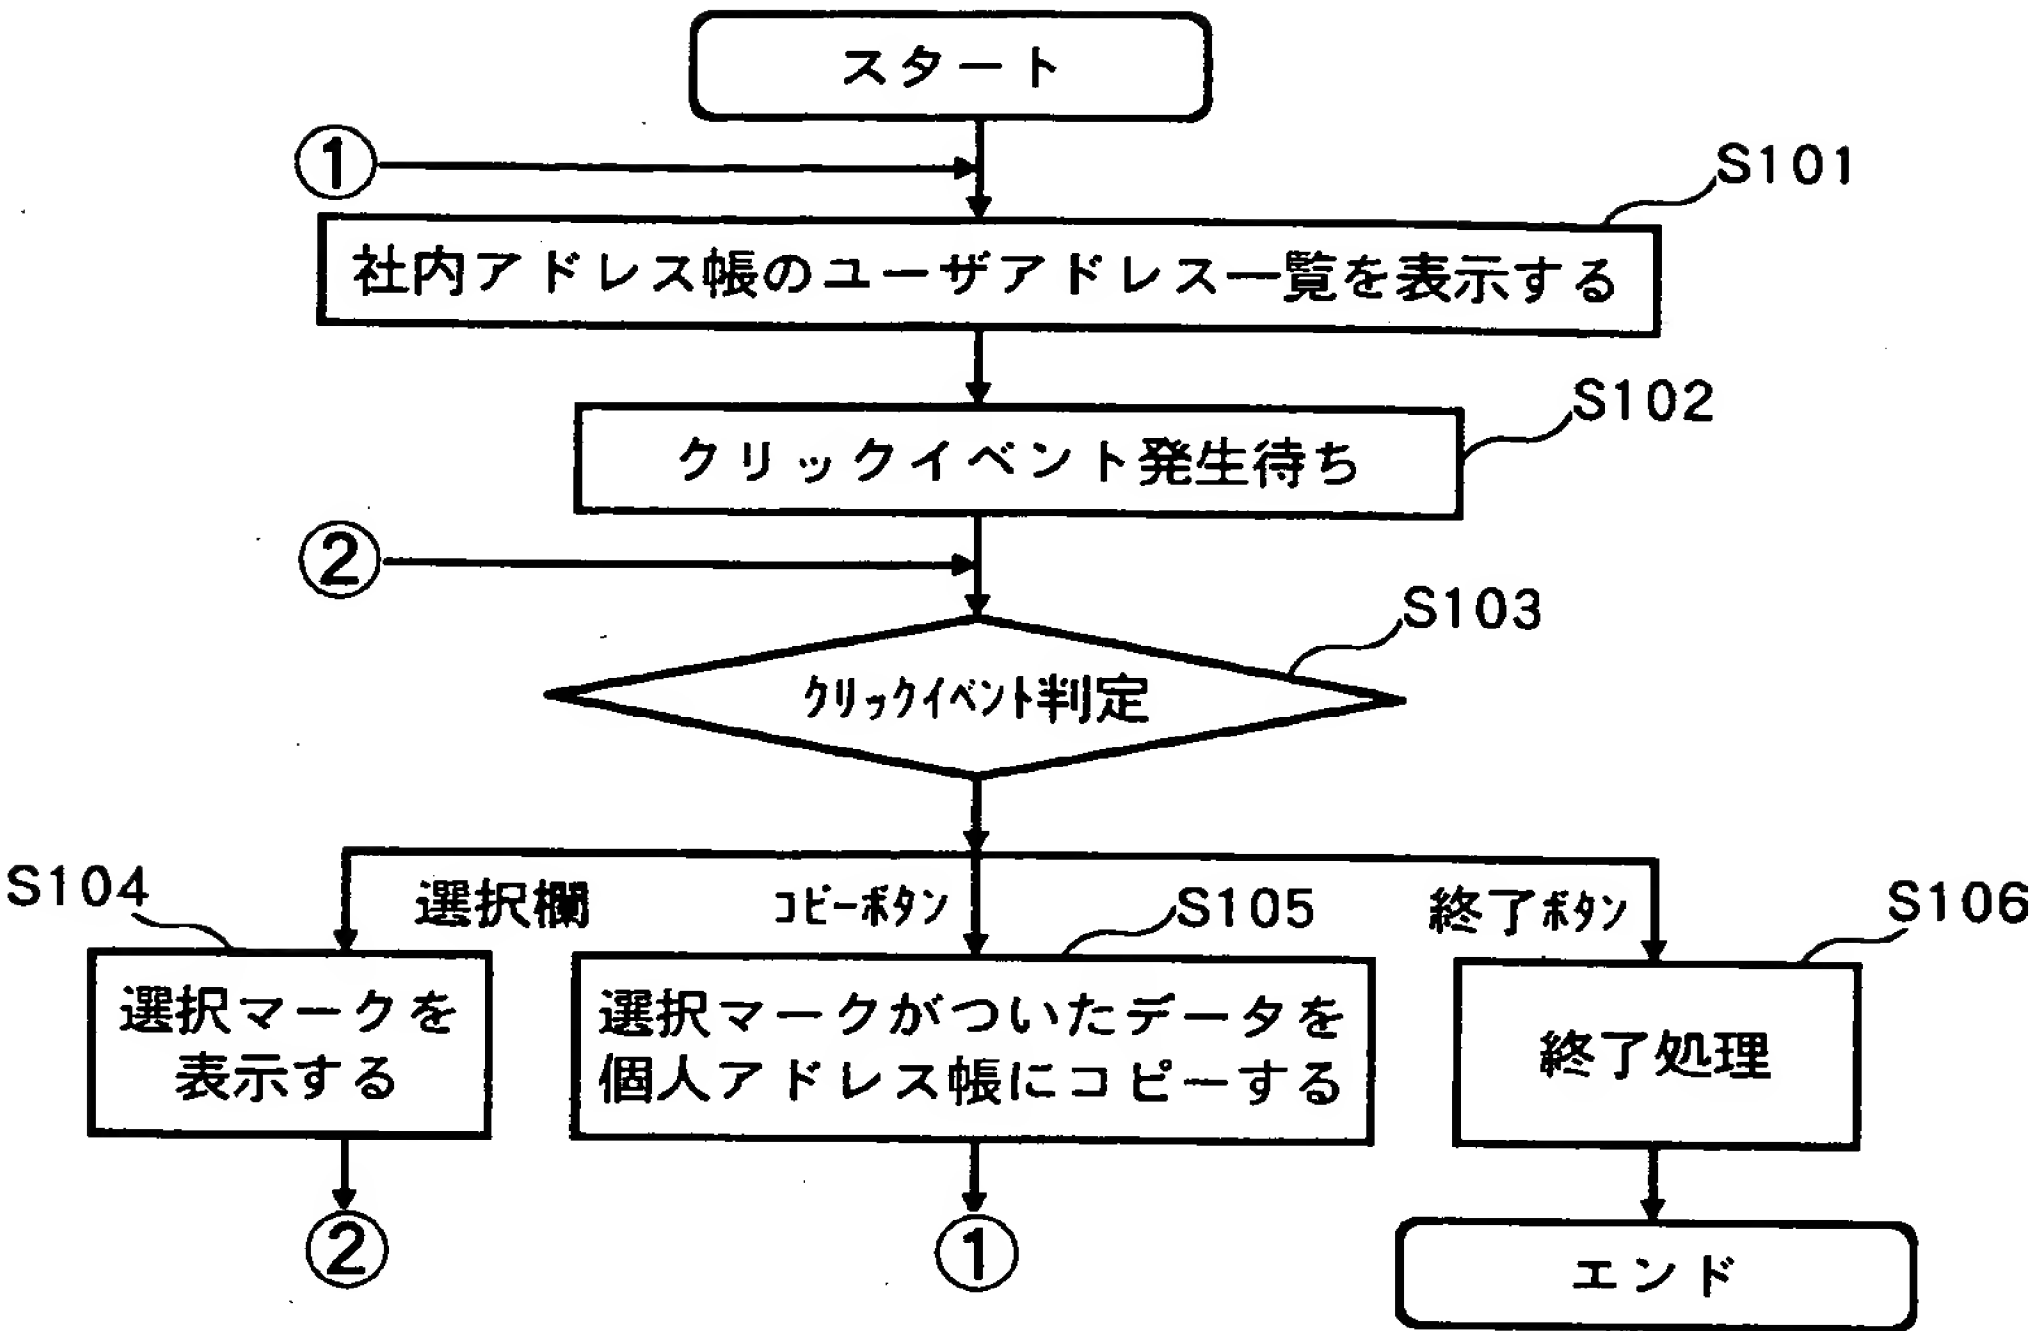 スタート
①
S101
社内アドレス帳のユーザアドレス一覧を表示する
S102
クリックイベント発生待ち
②
S103
クリックイベント判定
S104
選択欄
コピーボタン
S105
終了ボタン
S106
選択マークを
表示する
選択マークがついたデータを
個人アドレス帳にコピーする
終了処理
②
①
エンド